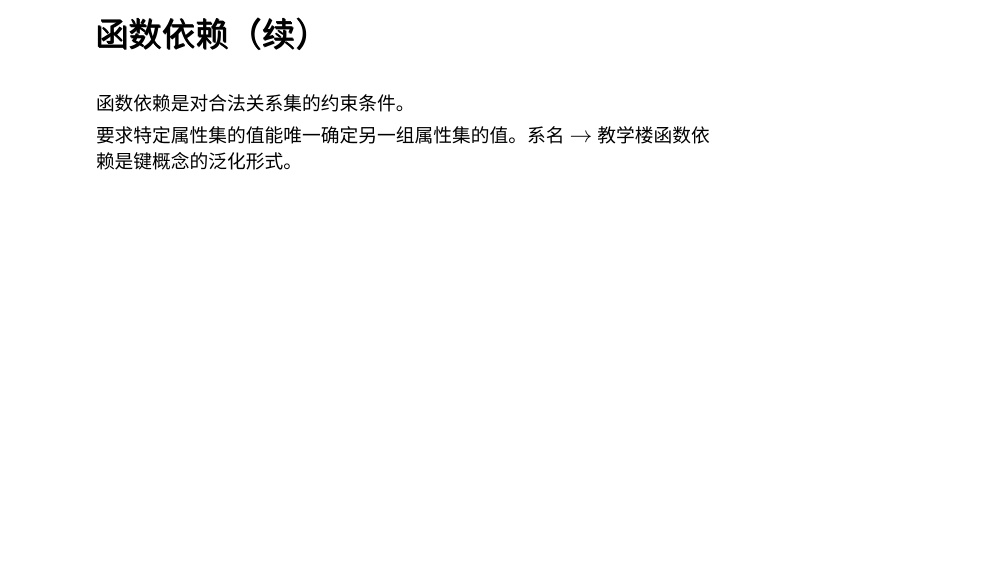 函数依赖（续）
函数依赖是对合法关系集的约束条件。
要求特定属性集的值能唯一确定另一组属性集的值。系名 → 教学楼函数依
赖是键概念的泛化形式。